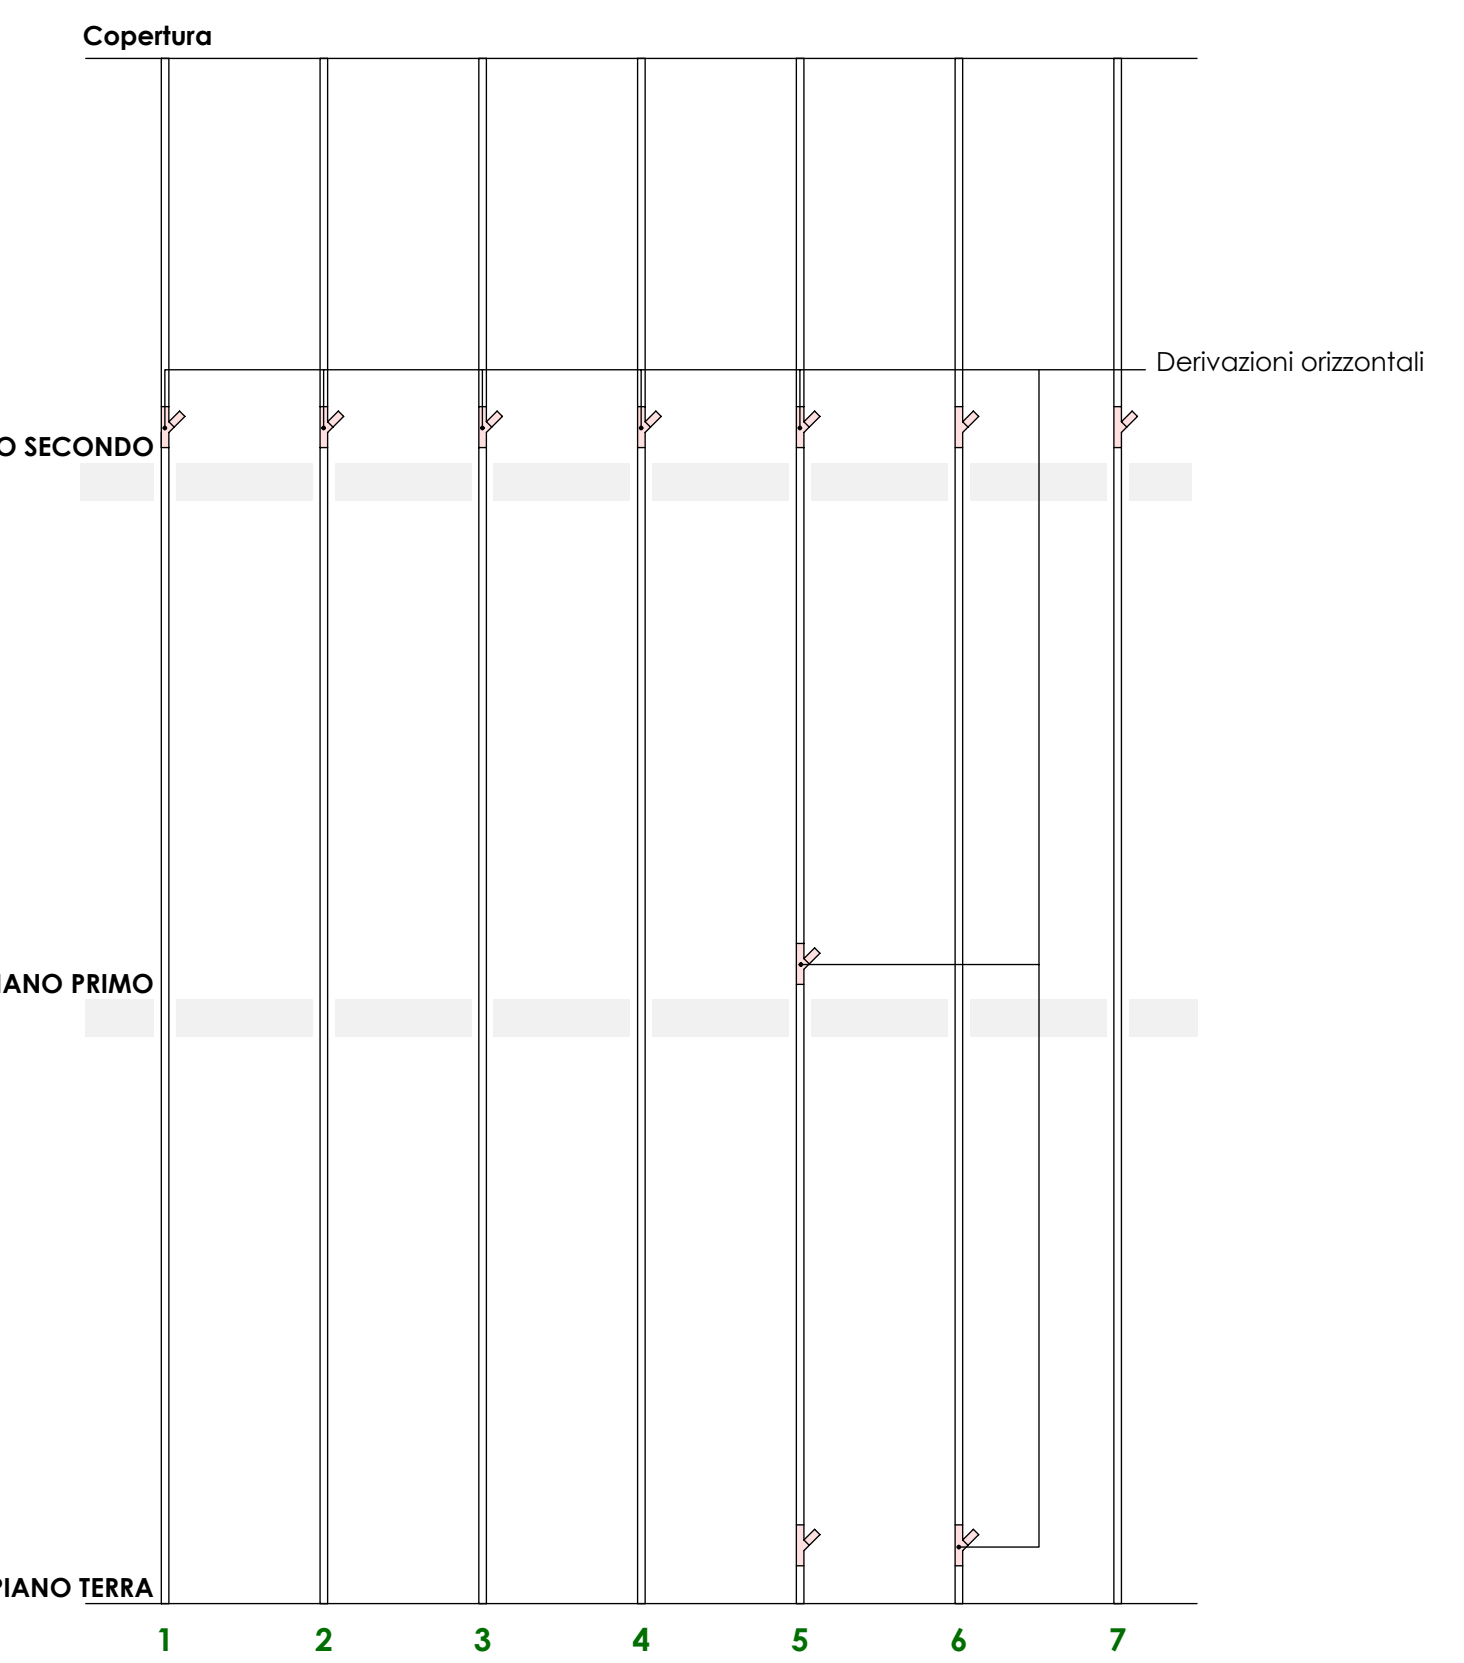 Copertura
Derivazioni orizzontali
O SECONDO
IANO PRIMO
PIANO TERRA
1 2 3 4 5 6 7